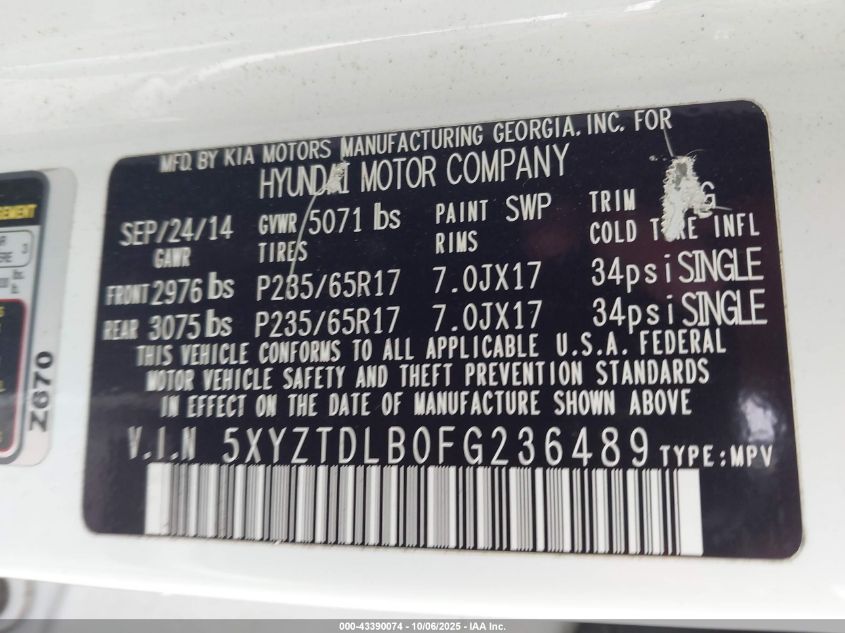 MFD. BY KIA MOTORS MANUFACTURING GEORGIA, INC. FOR
HYUNDAI MOTOR COMPANY
SEP/24/14 GVWR 5071 lbs PAINT SWP TRIM
GAWR TIRES RIMS COLD TIRE INFL
FRONT 2976 lbs P235/65R17 7.0JX17 34psi SINGLE
REAR 3075 lbs P235/65R17 7.0JX17 34psi SINGLE
THIS VEHICLE CONFORMS TO ALL APPLICABLE U.S.A. FEDERAL
MOTOR VEHICLE SAFETY AND THEFT PREVENTION STANDARDS
IN EFFECT ON THE DATE OF MANUFACTURE SHOWN ABOVE
V.I.N 5XYZTDLB0FG236489 TYPE:MPV
Z670
000-43390074 - 10/06/2025 - IAA Inc.